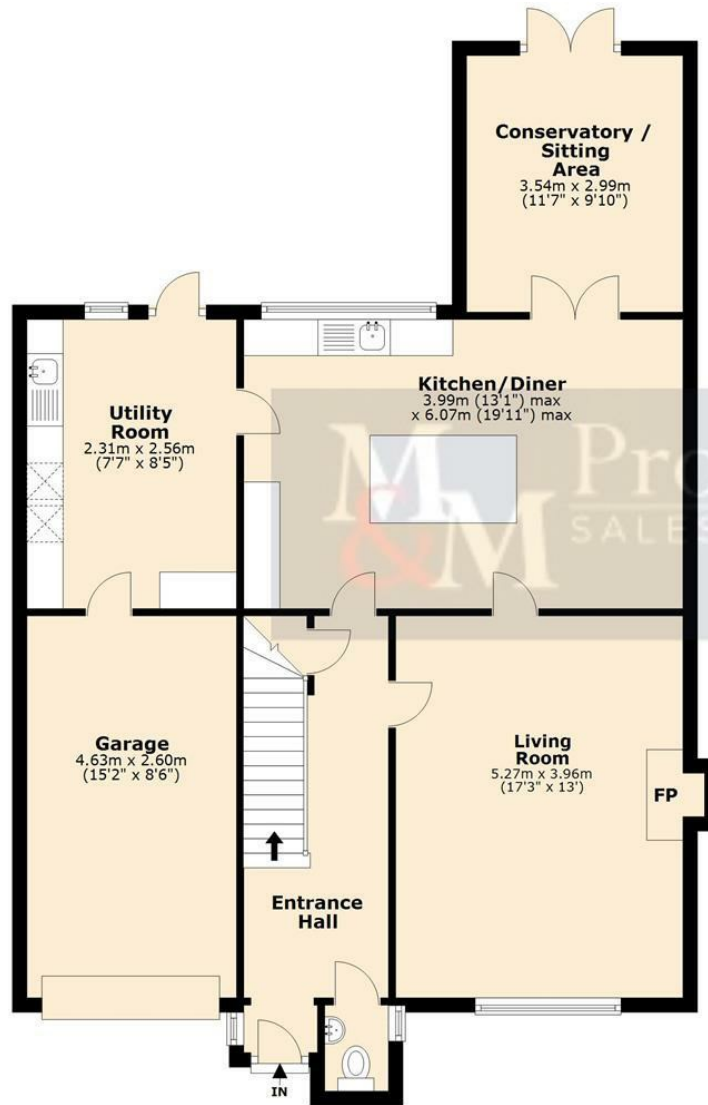 Conservatory /
Sitting
Area
3.54m x 2.99m
(11'7" x 9'10")
Kitchen/Diner
3.99m (13'1") max
x 6.07m (19'11") max
Utility
Room
2.31m x 2.56m
(7'7" x 8'5")
M Pro
&M SALES
Garage
4.63m x 2.60m
(15'2" x 8'6")
Living
Room
5.27m x 3.96m
(17'3" x 13')
FP
Entrance
Hall
IN